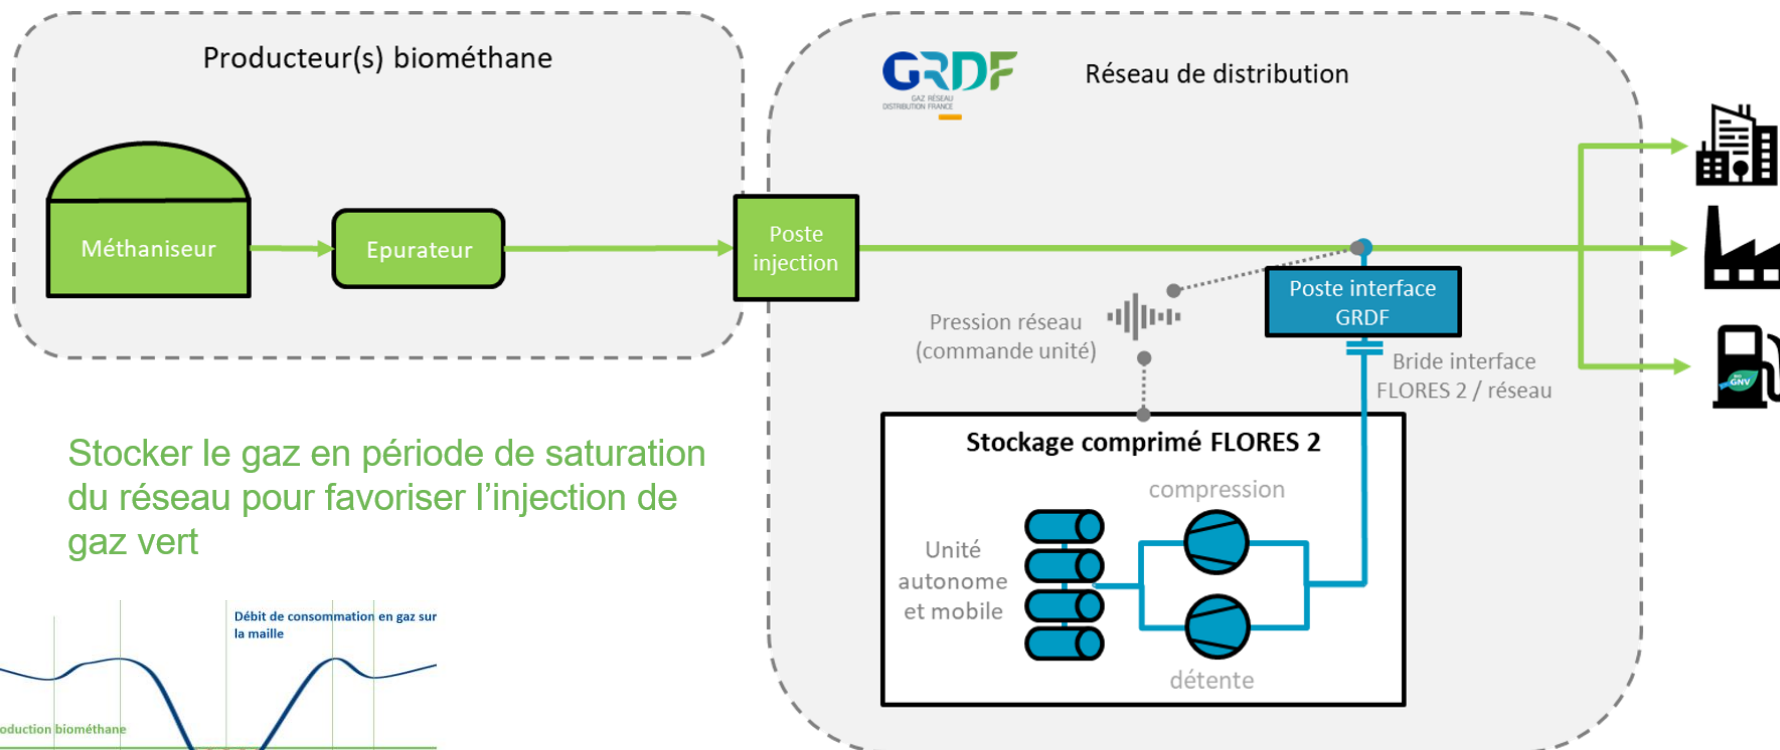 Producteur(s) biométhane
GRDF
GAZ RÉSEAU
DISTRIBUTION FRANCE
Réseau de distribution
Méthaniseur
Epurateur
Poste
injection
Poste interface
GRDF
Pression réseau
(commande unité)
Bride interface
FLORES 2 / réseau
GNV
Stockage comprimé FLORES 2
compression
Unité
autonome
et mobile
détente
Stocker le gaz en période de saturation
du réseau pour favoriser l’injection de
gaz vert
Débit de consommation en gaz sur
la maille
oduction biométhane